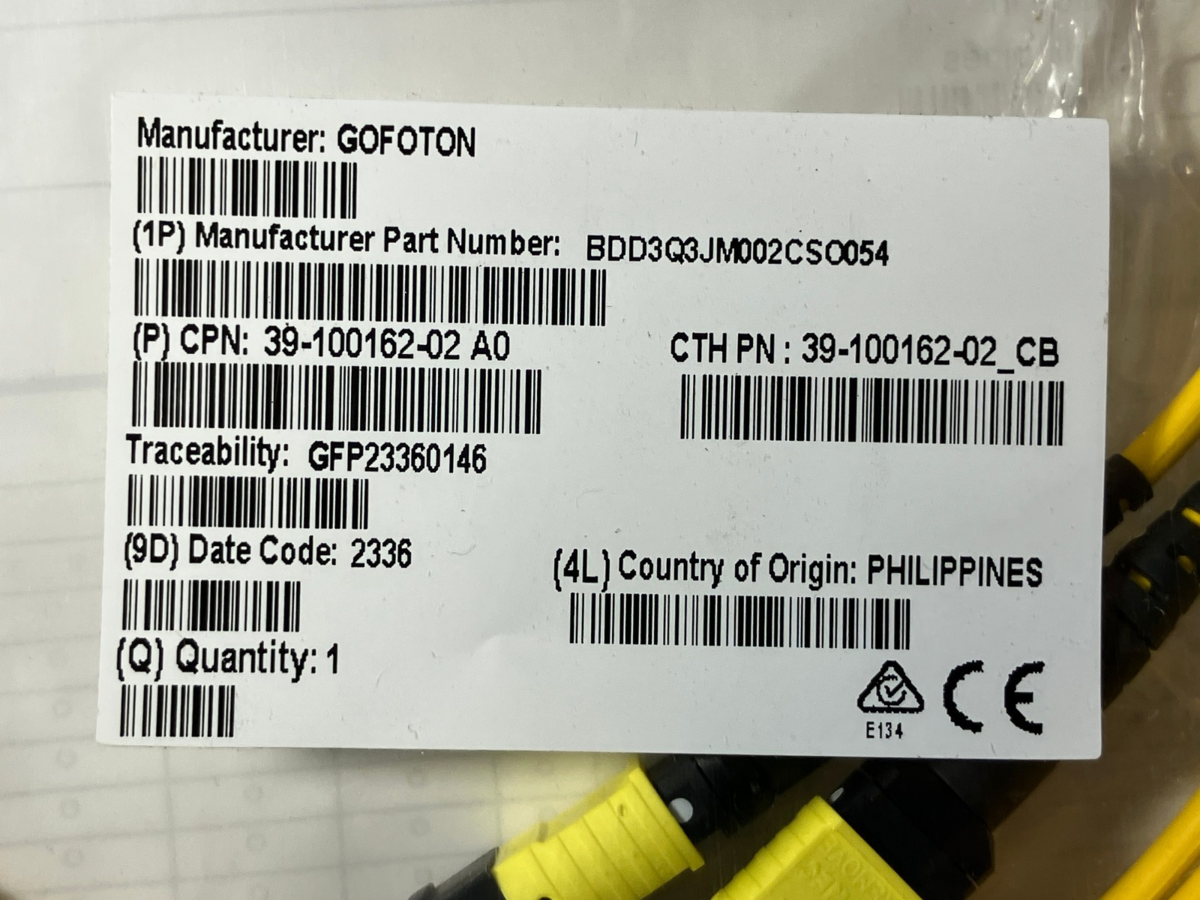 Manufacturer: GOFOTON
(1P) Manufacturer Part Number: BDD3Q3JM002CSO054
(P) CPN: 39-100162-02 A0
CTH PN : 39-100162-02_CB
Traceability: GFP23360146
(9D) Date Code: 2336
(4L) Country of Origin: PHILIPPINES
(Q) Quantity: 1
E134
CE